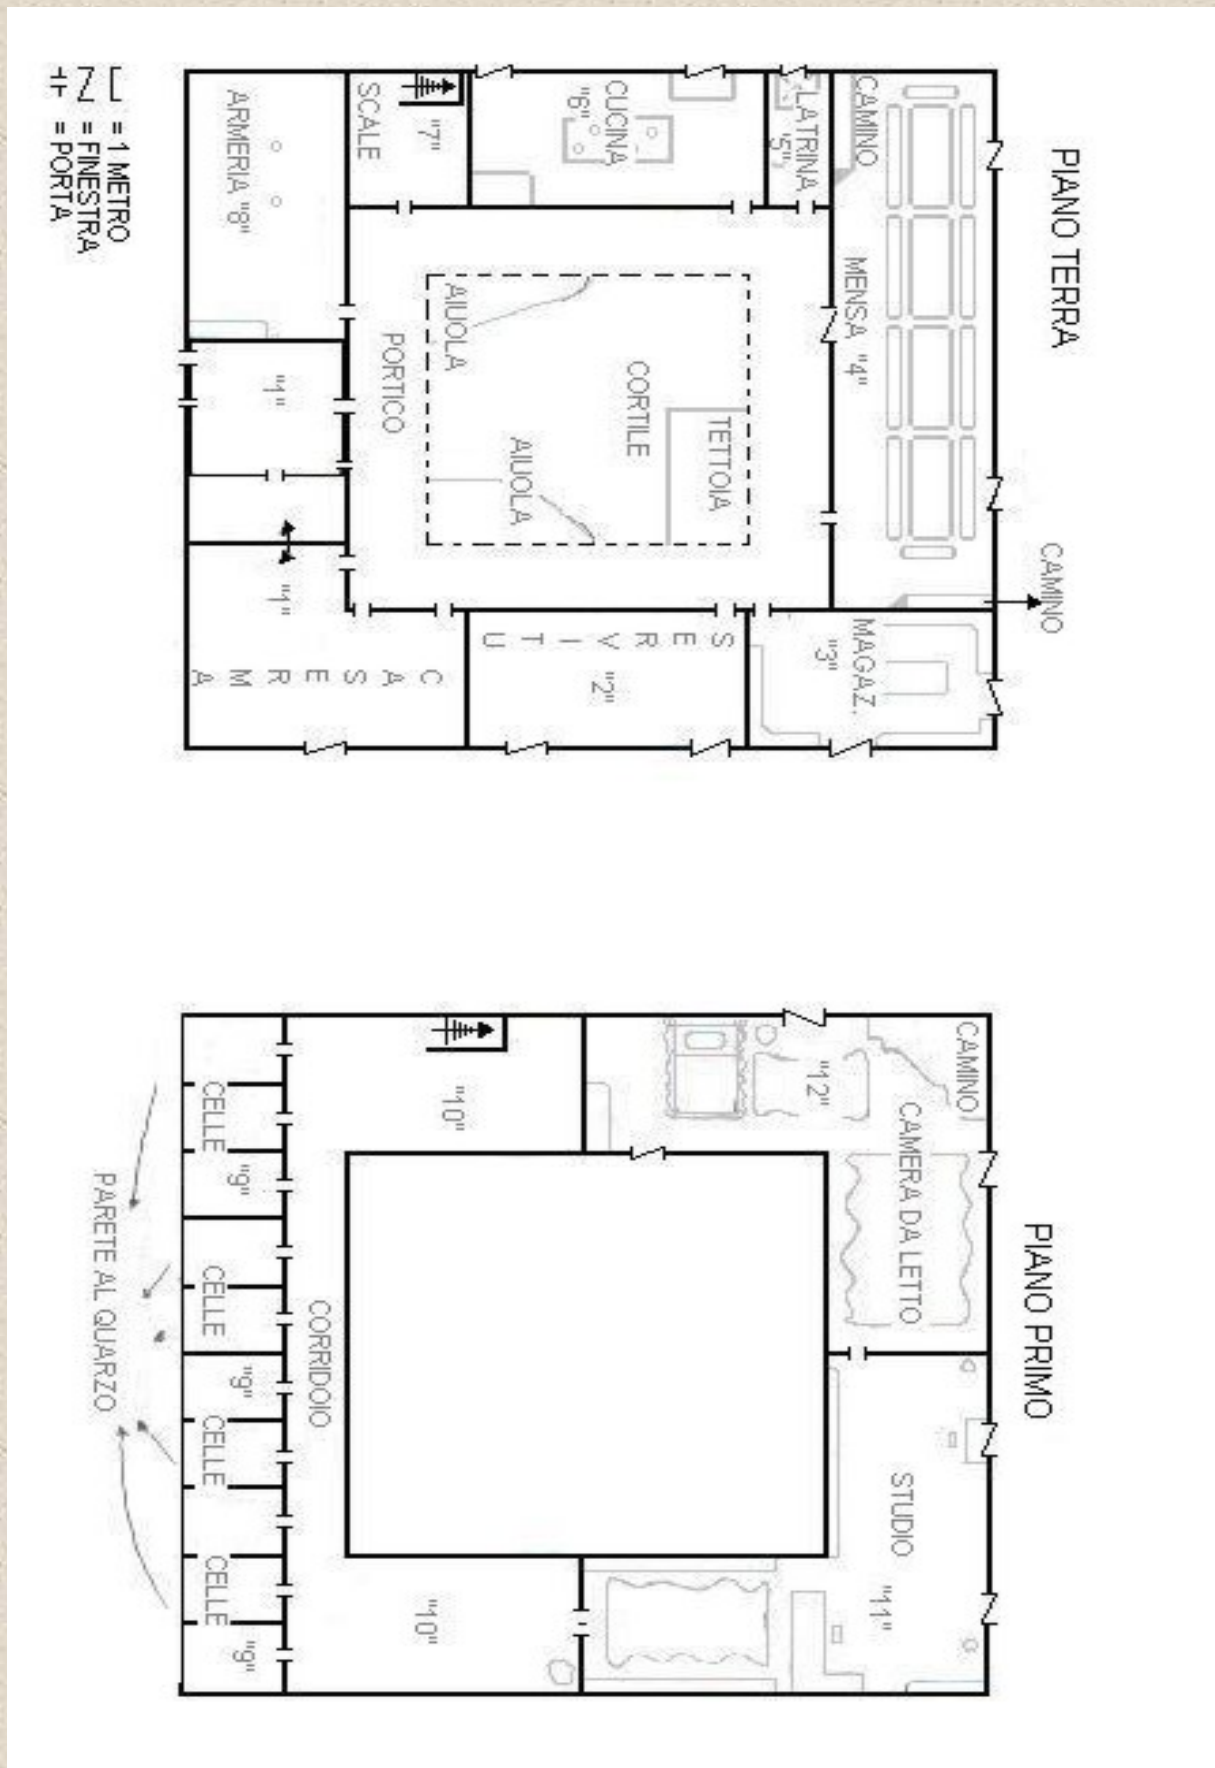 PIANO TERRA
CAMINO
CAMINO
MENSA "4"
MAGAZ.
"3"
LATRINA
"5"
TETTOIA
CUCINA
"6"
CORTILE
S E R V I T U
"2"
AIUOLA
AIUOLA
"7"
SCALE
PORTICO
C A S E R M A
ARMERIA "8"
"1"
"1"
= 1 METRO
= FINESTRA
= PORTA
PIANO PRIMO
CAMINO
CAMERA DA LETTO
STUDIO
"11"
"12"
"10"
"10"
CORRIDOIO
"9"
"9"
"9"
CELLE
CELLE
CELLE
CELLE
PARETE AL QUARZO